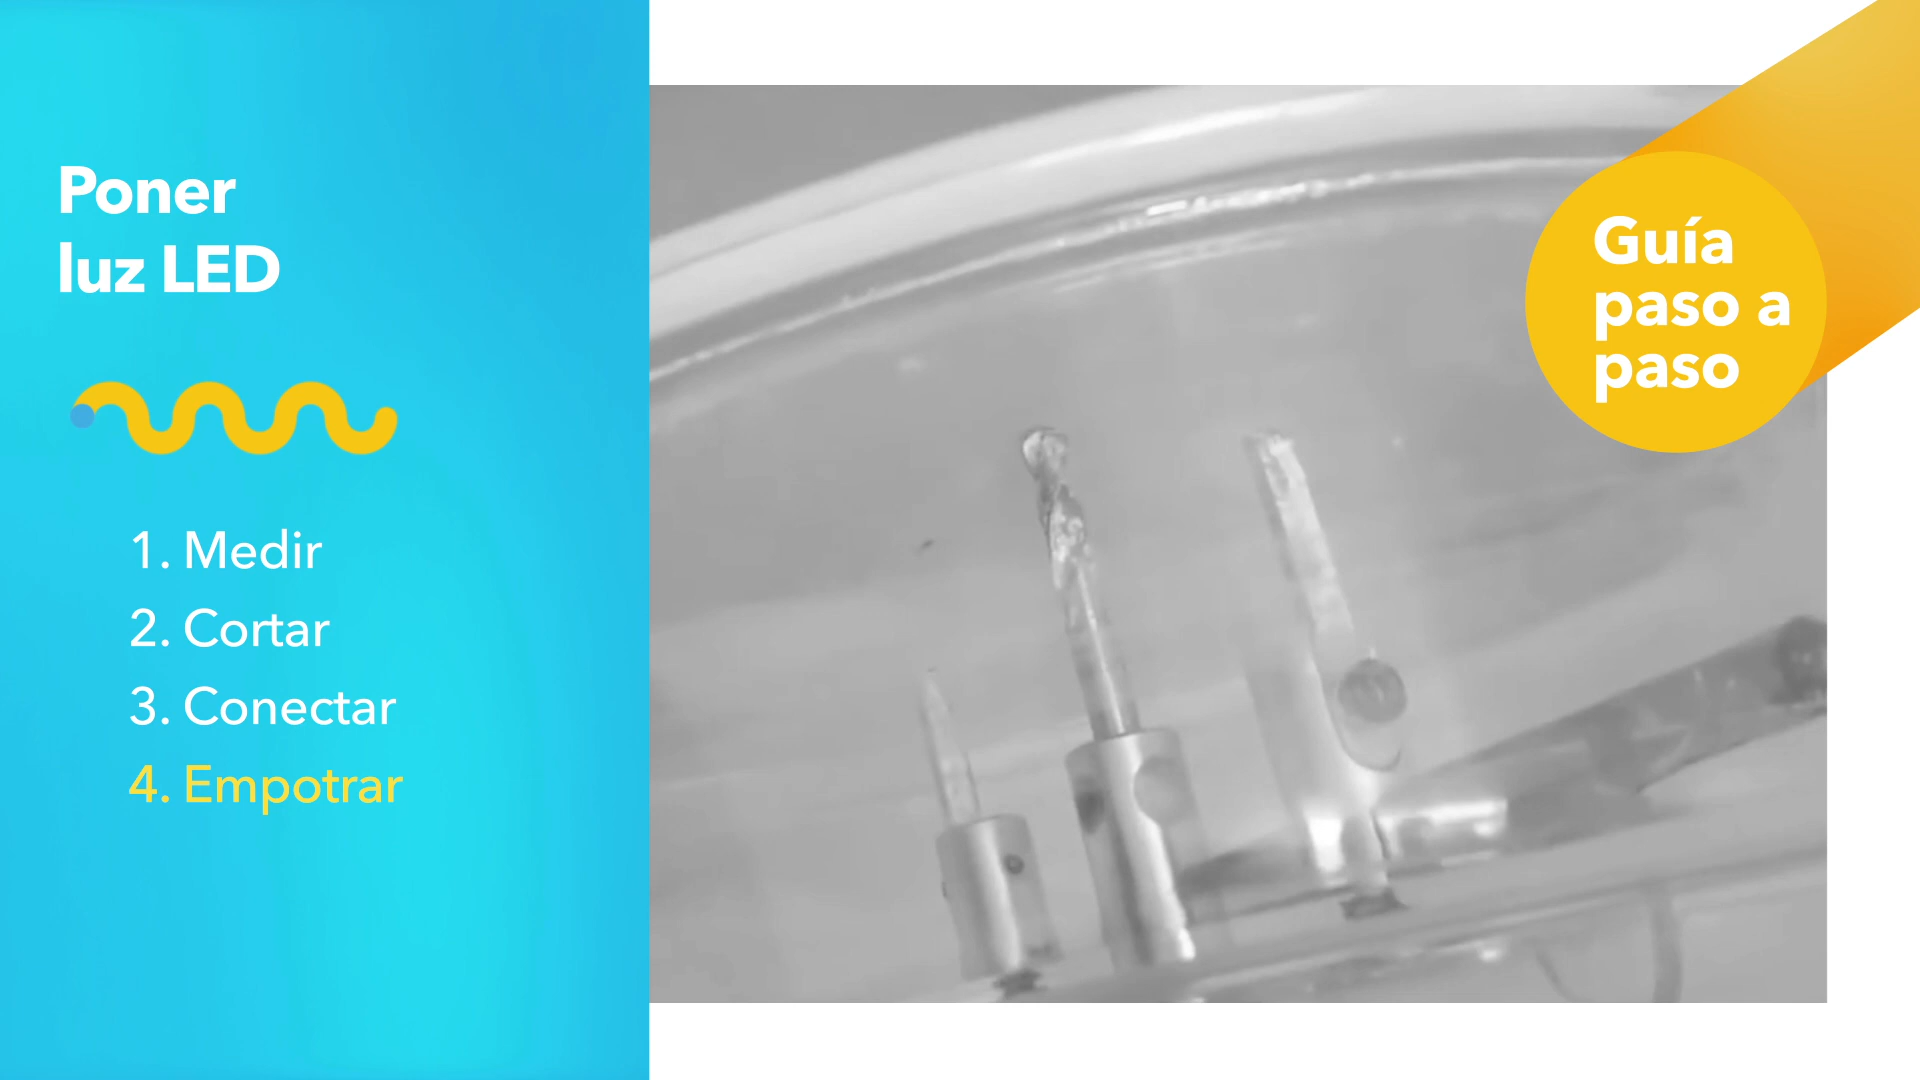 Poner
luz LED
1. Medir
2. Cortar
3. Conectar
4. Empotrar
Guía
paso a
paso